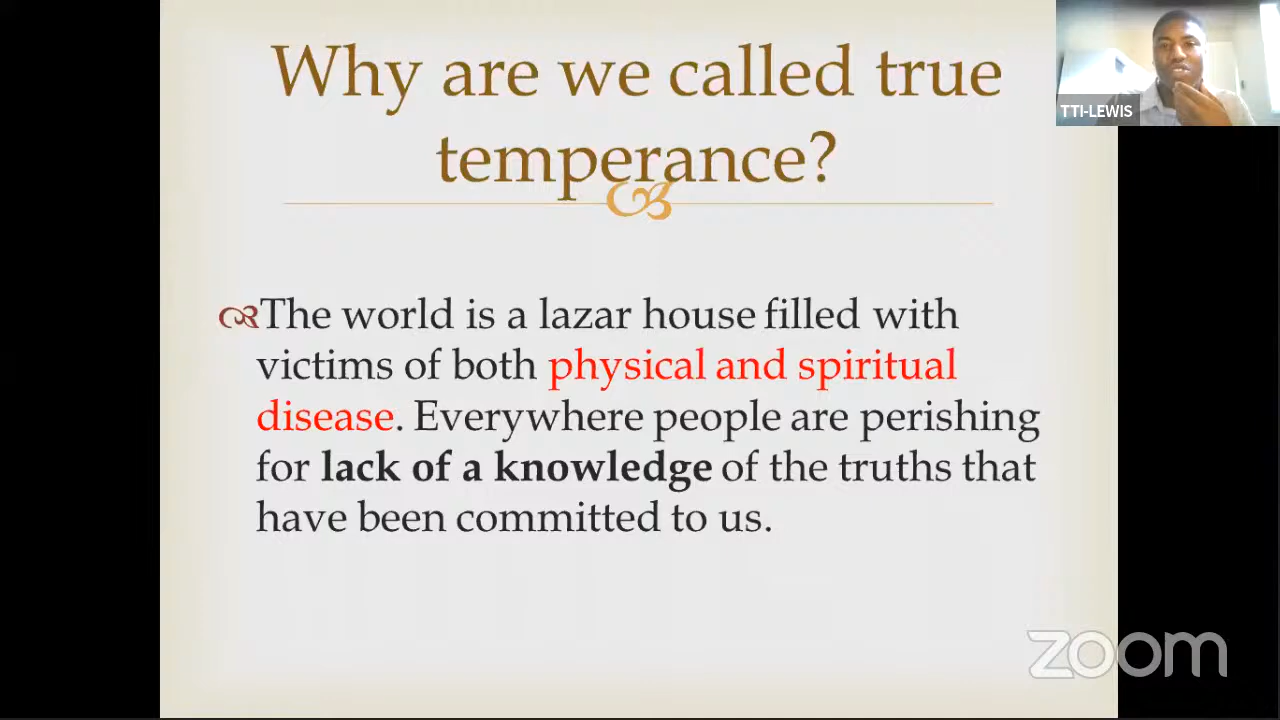 Why are we called true
temperance?
TTI-LEWIS
The world is a lazar house filled with
victims of both physical and spiritual
disease. Everywhere people are perishing
for lack of a knowledge of the truths that
have been committed to us.
zoom